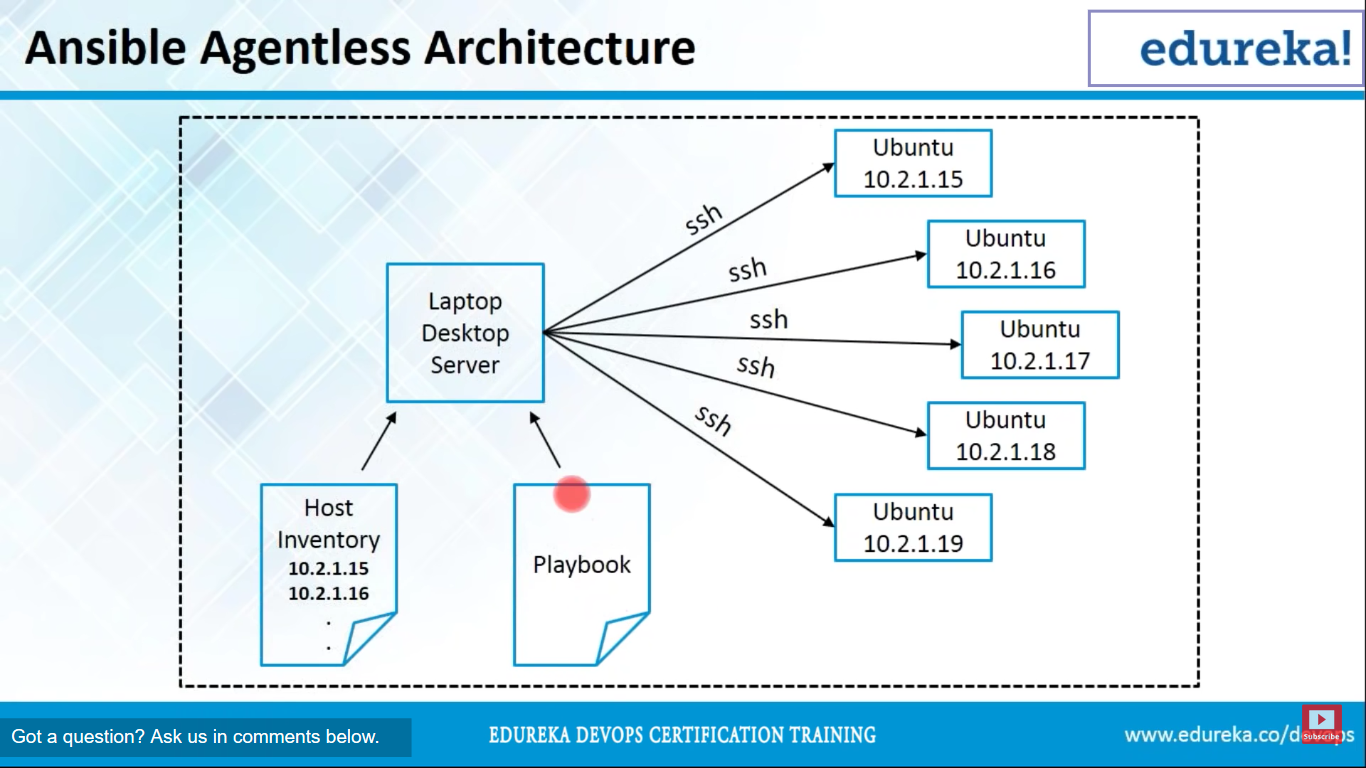 Ansible Agentless Architecture
edureka!
Ubuntu
10.2.1.15
ssh
Ubuntu
10.2.1.16
ssh
Ubuntu
10.2.1.17
ssh
Laptop
Desktop
Server
ssh
Ubuntu
10.2.1.18
ssh
Ubuntu
10.2.1.19
Host
Inventory
10.2.1.15
10.2.1.16
.
.
Playbook
Got a question? Ask us in comments below.
EDUREKA DEVOPS CERTIFICATION TRAINING
www.edureka.co/devops
Subscribe